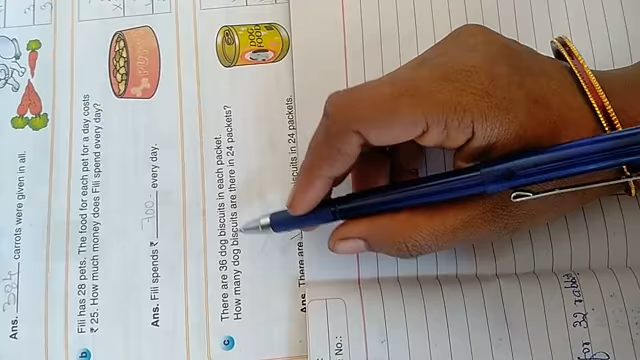 Ans. 384 carrots were given in all.
b Fili has 28 pets. The food for each pet for a day costs
₹ 25. How much money does Fili spend every day?
Ans. Fili spends ₹ 700 every day.
DOG FOOD
c There are 36 dog biscuits in each packet.
How many dog biscuits are there in 24 packets?
Ans. There are
biscuits in 24 packets.
No.:
for 32 rabbi